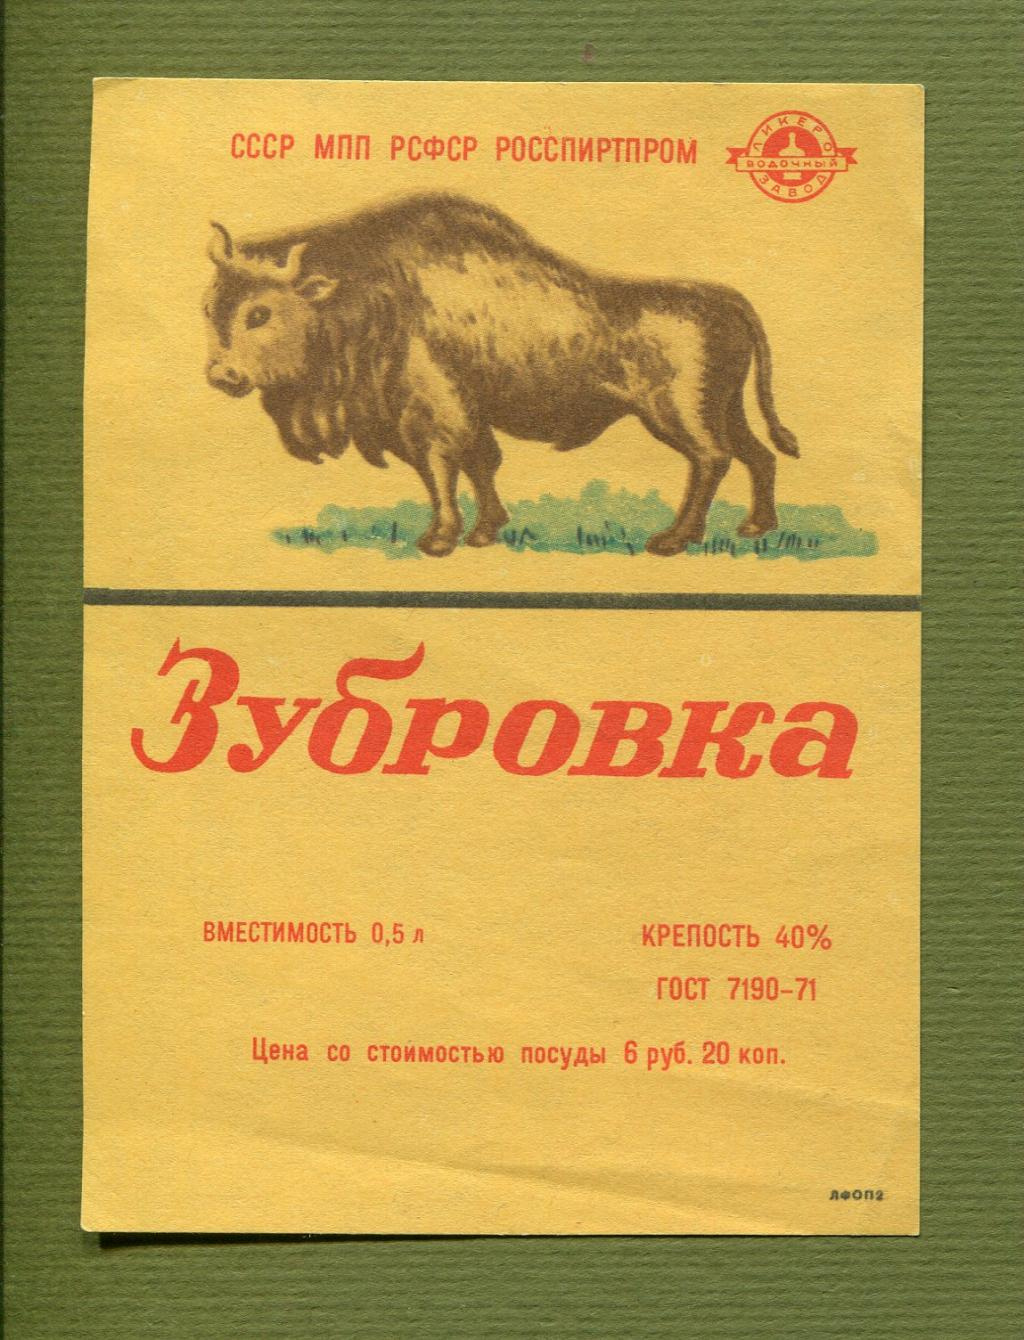 СССР МПП РСФСР РОССПИРТПРОМ
ЛИКЕРО
ВОДОЧНЫЙ
ЗАВОД
Зубровка
ВМЕСТИМОСТЬ 0,5 л
КРЕПОСТЬ 40%
ГОСТ 7190-71
Цена со стоимостью посуды 6 руб. 20 коп.
ЛФОП2